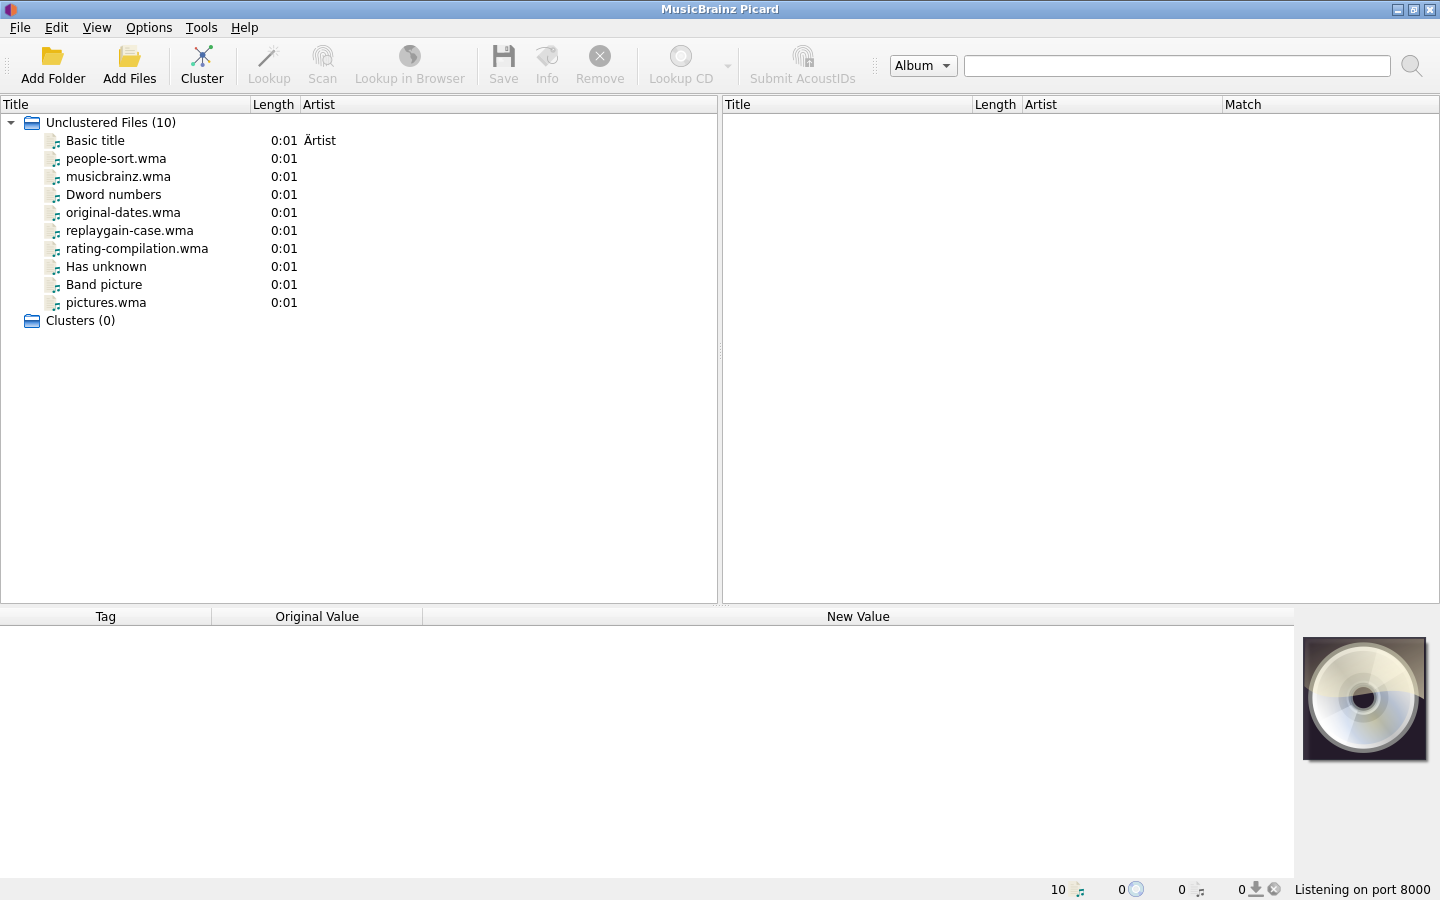 MusicBrainz Picard
File Edit View Options Tools Help
Add Folder Add Files Cluster Lookup Scan Lookup in Browser Save Info Remove Lookup CD Submit AcoustIDs Album
Title Length Artist Title Length Artist Match
Unclustered Files (10)
Basic title 0:01 Ärtist
people-sort.wma 0:01
musicbrainz.wma 0:01
Dword numbers 0:01
original-dates.wma 0:01
replaygain-case.wma 0:01
rating-compilation.wma 0:01
Has unknown 0:01
Band picture 0:01
pictures.wma 0:01
Clusters (0)
Tag Original Value New Value
10 0 0 0 Listening on port 8000